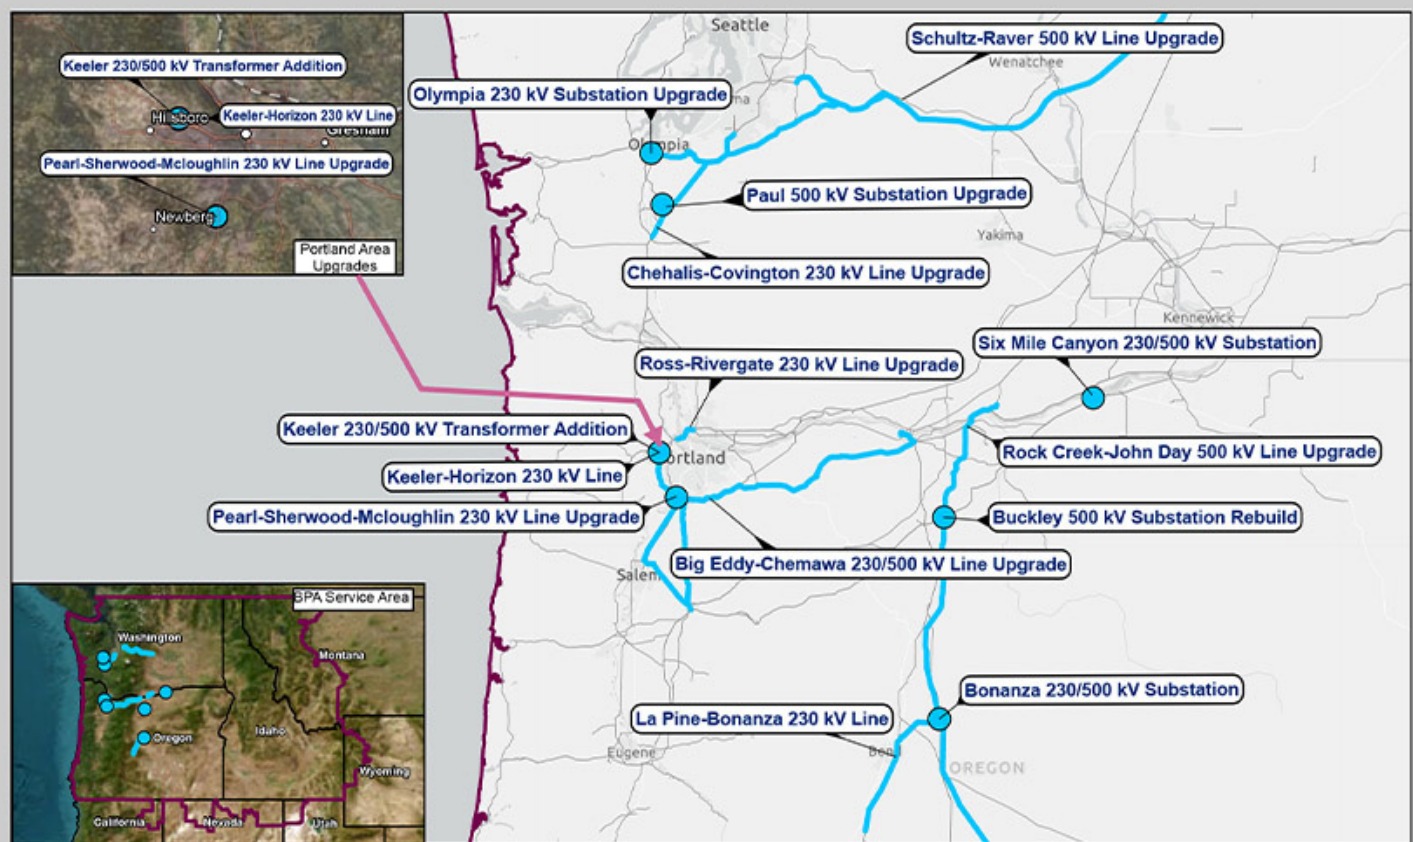 Keeler 230/500 kV Transformer Addition
Hillsboro
Keeler-Horizon 230 kV Line
Gresham
Pearl-Sherwood-Mcloughlin 230 kV Line Upgrade
Newberg
Portland Area
Upgrades
Seattle
Schultz-Raver 500 kV Line Upgrade
Wenatchee
Olympia 230 kV Substation Upgrade
ma
Olympia
Paul 500 kV Substation Upgrade
Yakima
Chehalis-Covington 230 kV Line Upgrade
Kennewick
Six Mile Canyon 230/500 kV Substation
Ross-Rivergate 230 kV Line Upgrade
Keeler 230/500 kV Transformer Addition
ortland
Rock Creek-John Day 500 kV Line Upgrade
Keeler-Horizon 230 kV Line
Pearl-Sherwood-Mcloughlin 230 kV Line Upgrade
Buckley 500 kV Substation Rebuild
Big Eddy-Chemawa 230/500 kV Line Upgrade
Salem
Bonanza 230/500 kV Substation
La Pine-Bonanza 230 kV Line
Eugene
Bend
OREGON
BPA Service Area
Washington
Montana
Idaho
Oregon
Wyoming
California
Nevada
Utah